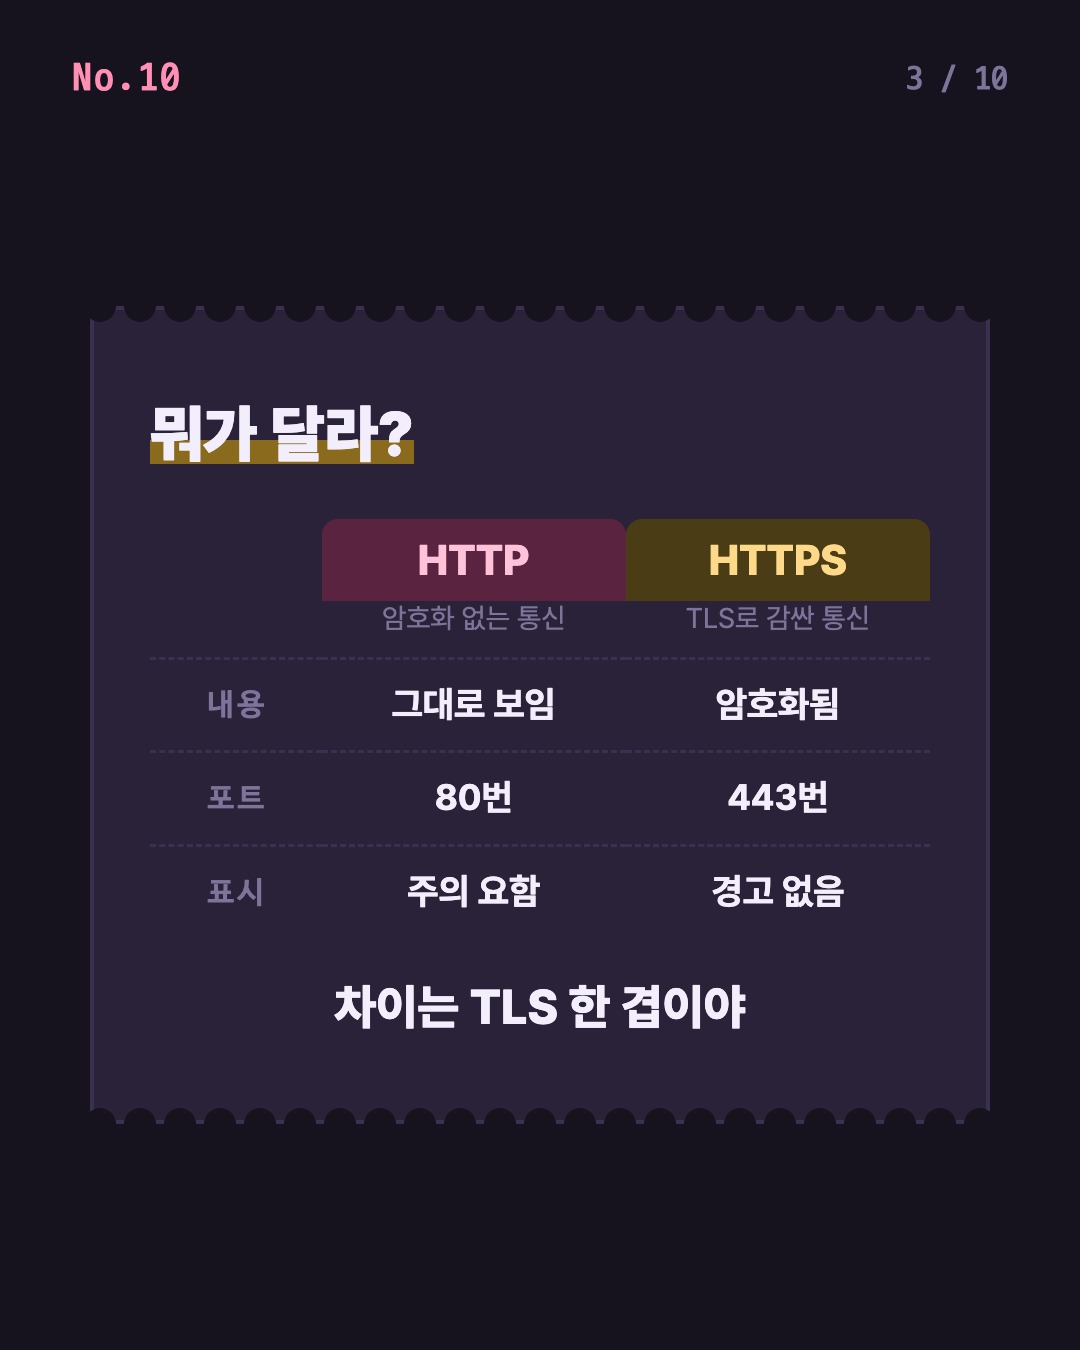 No.10
3 / 10
뭐가 달라?
HTTP HTTPS
암호화 없는 통신 TLS로 감싼 통신
내용 그대로 보임 암호화됨
포트 80번 443번
표시 주의 요함 경고 없음
차이는 TLS 한 겹이야